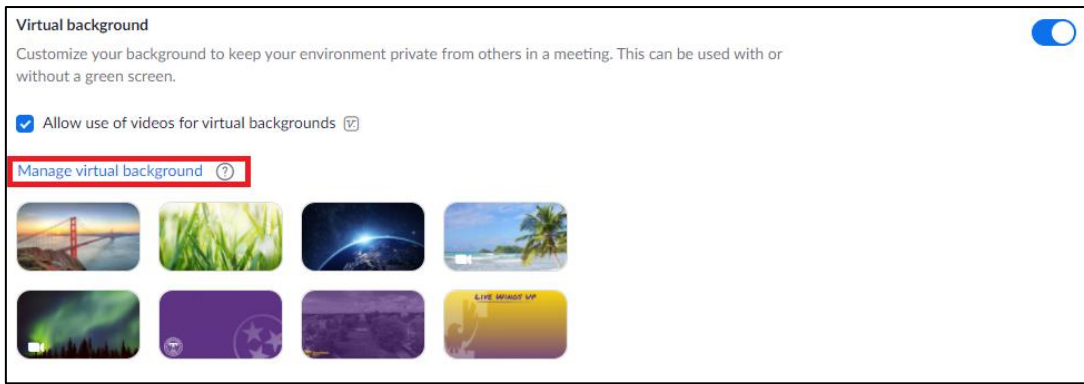 Virtual background
Customize your background to keep your environment private from others in a meeting. This can be used with or
without a green screen.
Allow use of videos for virtual backgrounds
Manage virtual background ?
LIVE WINGS UP